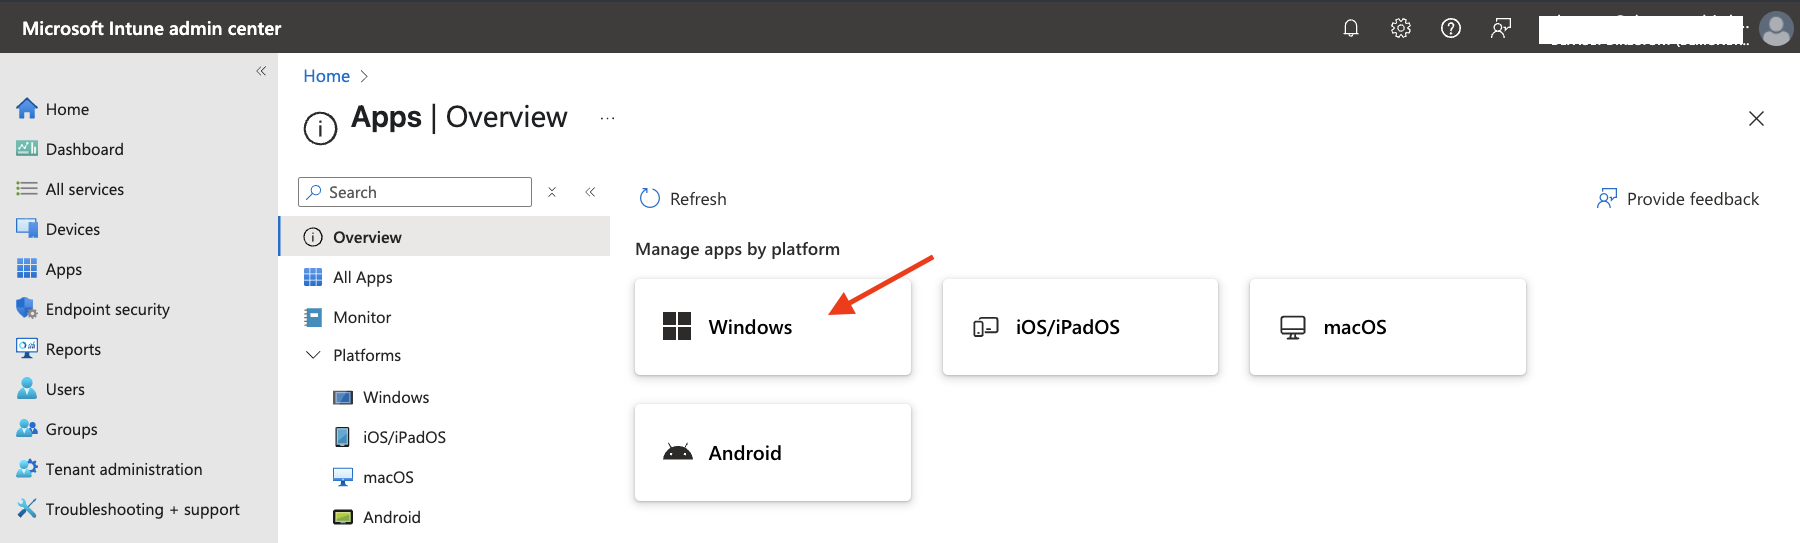 Microsoft Intune admin center
Home
Dashboard
All services
Devices
Apps
Endpoint security
Reports
Users
Groups
Tenant administration
Troubleshooting + support
Home
Apps | Overview
Search
Overview
All Apps
Monitor
Platforms
Windows
iOS/iPadOS
macOS
Android
Refresh
Provide feedback
Manage apps by platform
Windows
iOS/iPadOS
macOS
Android